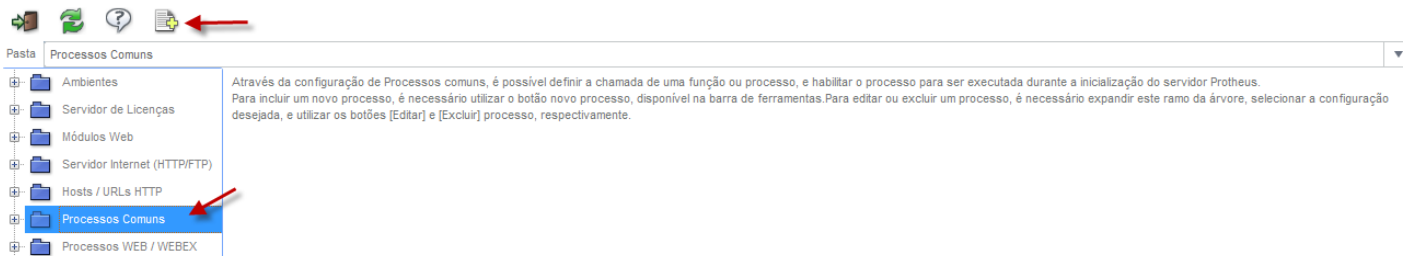 Pasta Processos Comuns
Ambientes
Servidor de Licenças
Módulos Web
Servidor Internet (HTTP/FTP)
Hosts / URLs HTTP
Processos Comuns
Processos WEB / WEBEX
Através da configuração de Processos comuns, é possível definir a chamada de uma função ou processo, e habilitar o processo para ser executada durante a inicialização do servidor Protheus.
Para incluir um novo processo, é necessário utilizar o botão novo processo, disponível na barra de ferramentas.Para editar ou excluir um processo, é necessário expandir este ramo da árvore, selecionar a configuração
desejada, e utilizar os botões [Editar] e [Excluir] processo, respectivamente.